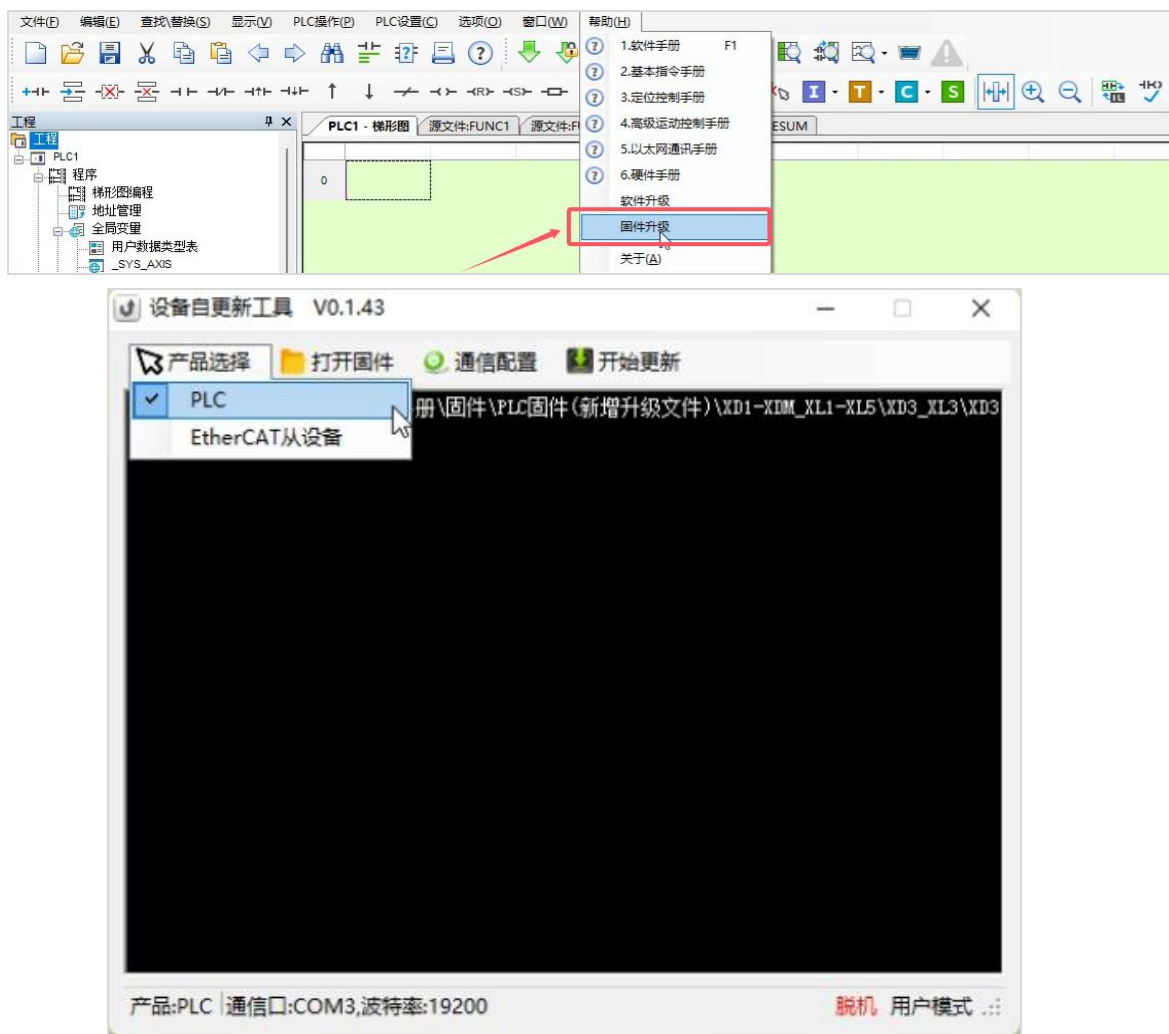 文件(F) 编辑(E) 查找\替换(S) 显示(V) PLC操作(P) PLC设置(C) 选项(O) 窗口(W) 帮助(H)
1.软件手册 F1
2.基本指令手册
3.定位控制手册
4.高级运动控制手册
5.以太网通讯手册
6.硬件手册
软件升级
固件升级
关于(A)
I T C S
工程
PLC1 - 梯形图 源文件:FUNC1 源文件:F ESUM
工程
PLC1
程序
梯形图编程
地址管理
全局变量
用户数据类型表
_SYS_AXIS
0
设备自更新工具 V0.1.43
产品选择 打开固件 通信配置 开始更新
PLC
EtherCAT从设备
册\固件\PLC固件(新增升级文件)\XD1-XDM_XL1-XL5\XD3_XL3\XD3
产品:PLC 通信口:COM3,波特率:19200 脱机 用户模式